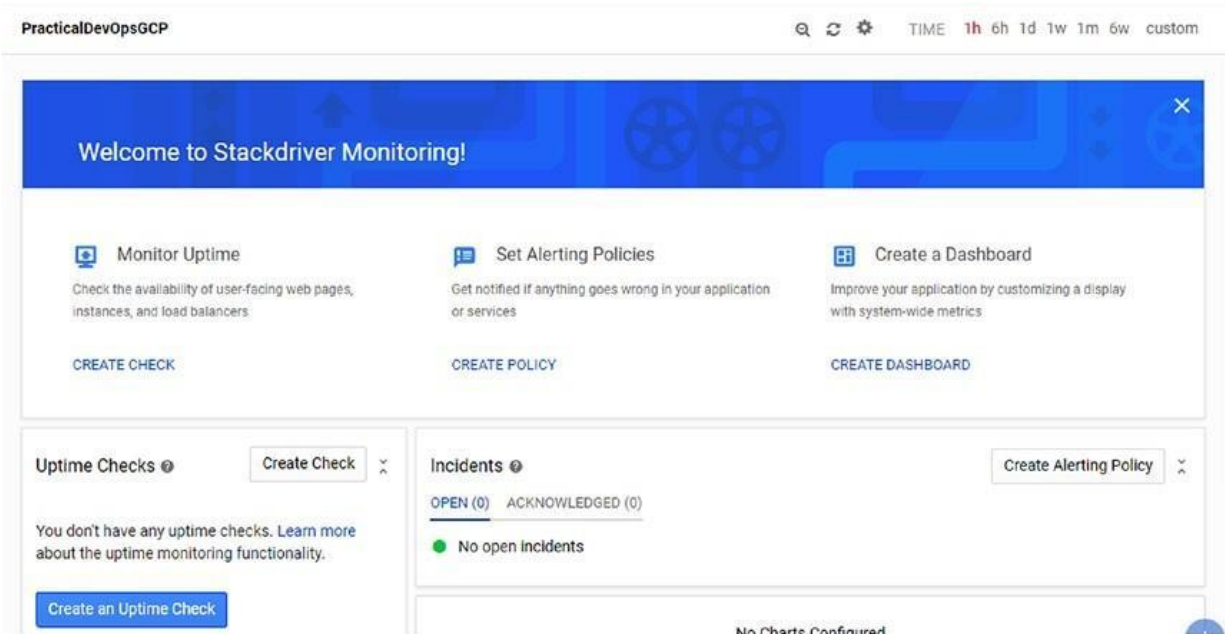 PracticalDevOpsGCP
TIME 1h 6h 1d 1w 1m 6w custom
Welcome to Stackdriver Monitoring!
Monitor Uptime
Check the availability of user-facing web pages,
instances, and load balancers
CREATE CHECK
Set Alerting Policies
Get notified if anything goes wrong in your application
or services
CREATE POLICY
Create a Dashboard
Improve your application by customizing a display
with system-wide metrics
CREATE DASHBOARD
Uptime Checks
Create Check
You don't have any uptime checks. Learn more
about the uptime monitoring functionality.
Create an Uptime Check
Incidents
Create Alerting Policy
OPEN (0) ACKNOWLEDGED (0)
No open incidents
No Charts Configured